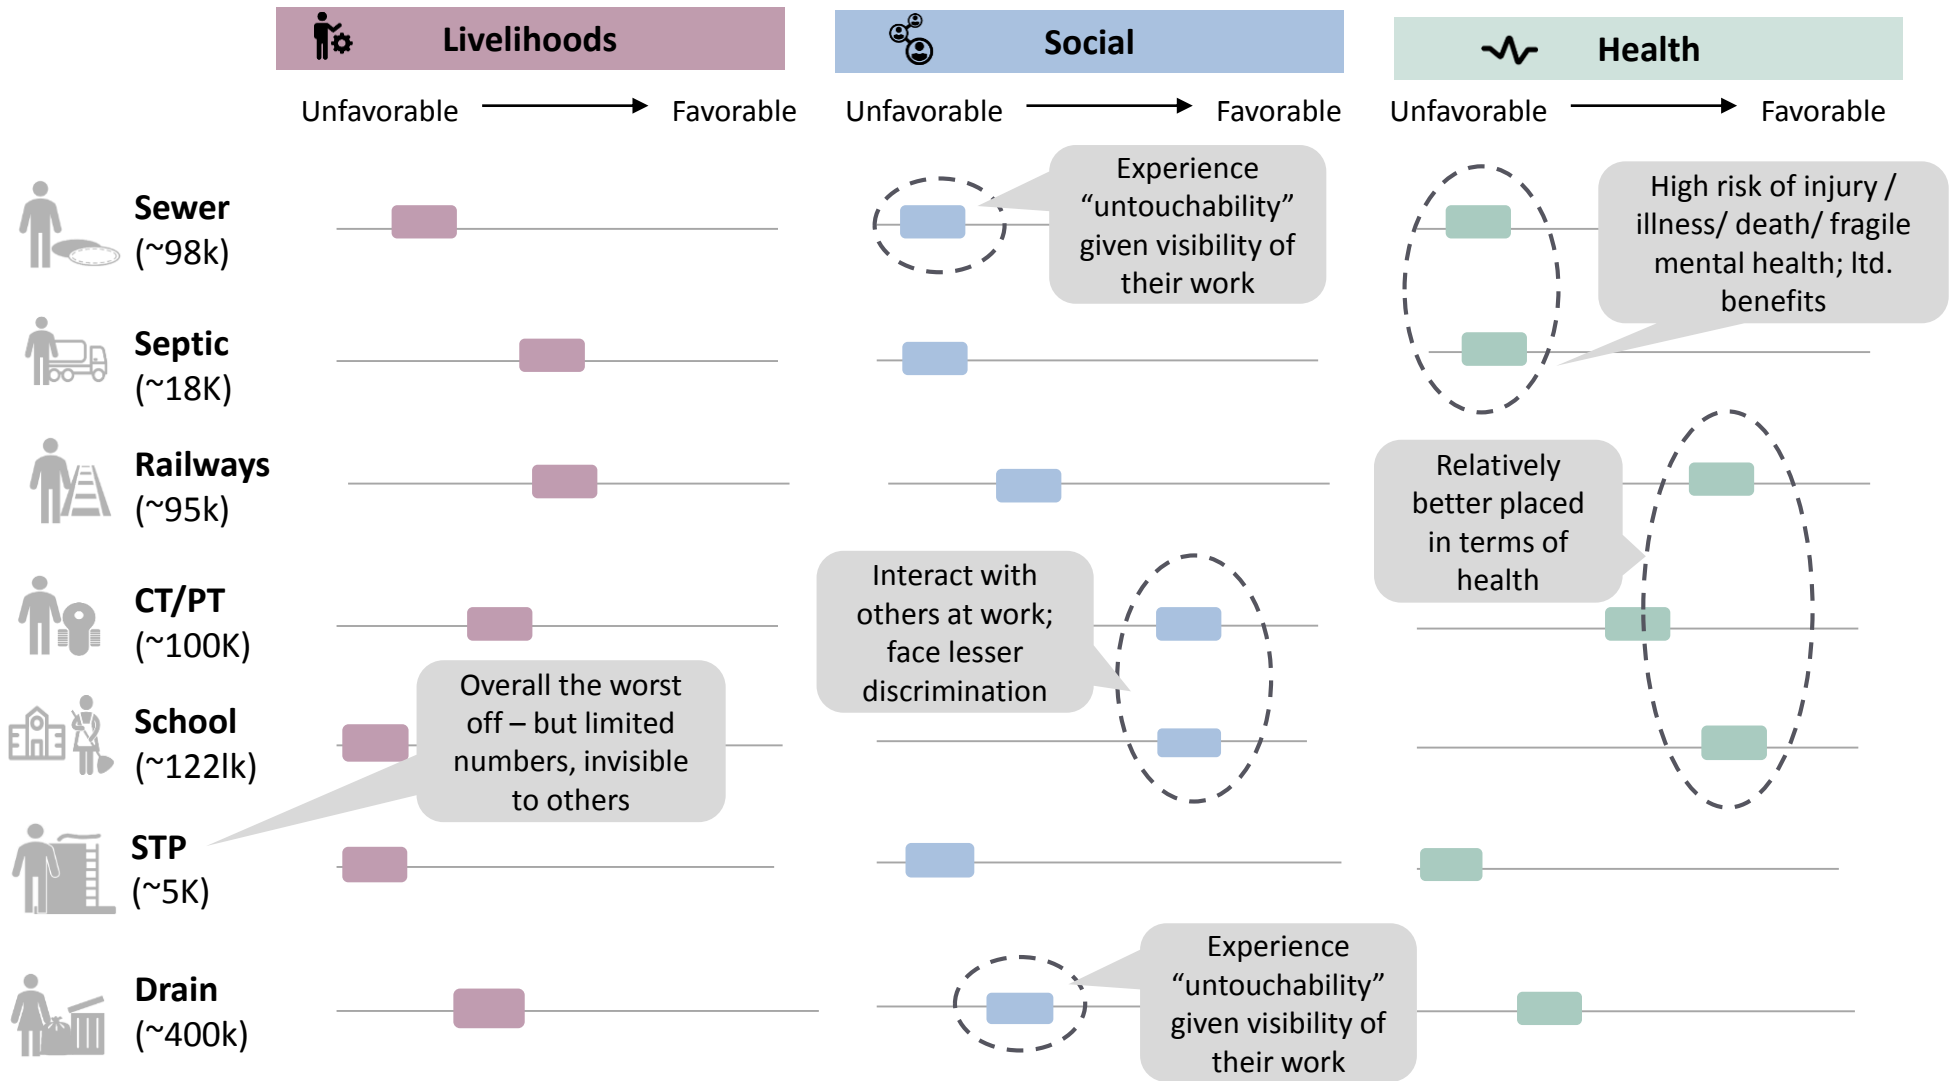 Livelihoods
Social
Health
Unfavorable
Favorable
Unfavorable
Favorable
Unfavorable
Favorable
Sewer
(~98k)
Experience
“untouchability”
given visibility of
their work
High risk of injury /
illness/ death/ fragile
mental health; ltd.
benefits
Septic
(~18K)
Railways
(~95k)
Relatively
better placed
in terms of
health
CT/PT
(~100K)
Interact with
others at work;
face lesser
discrimination
School
(~122lk)
Overall the worst
off – but limited
numbers, invisible
to others
STP
(~5K)
Drain
(~400k)
Experience
“untouchability”
given visibility of
their work